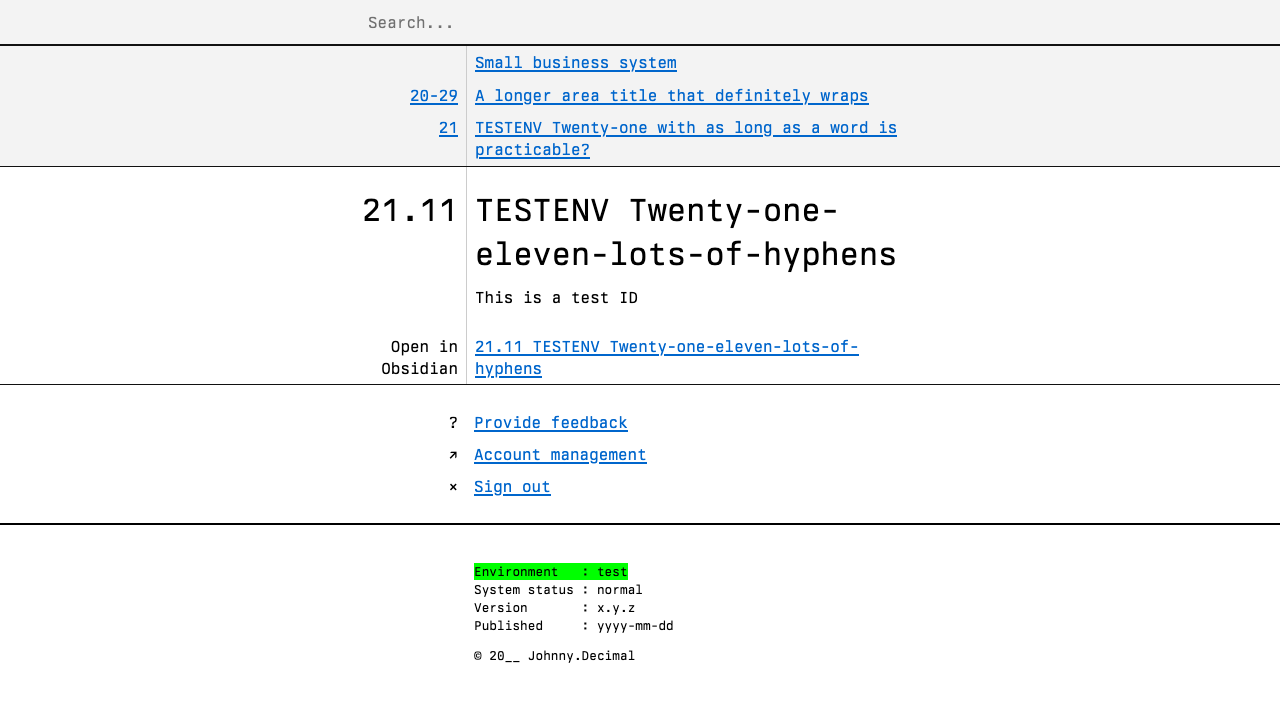 Search...
Small business system
20-29 A longer area title that definitely wraps
21 TESTENV Twenty-one with as long as a word is
practicable?
21.11 TESTENV Twenty-one-
eleven-lots-of-hyphens
This is a test ID
Open in 21.11 TESTENV Twenty-one-eleven-lots-of-
Obsidian hyphens
? Provide feedback
↗ Account management
× Sign out
Environment : test
System status : normal
Version : x.y.z
Published : yyyy-mm-dd
© 20__ Johnny.Decimal